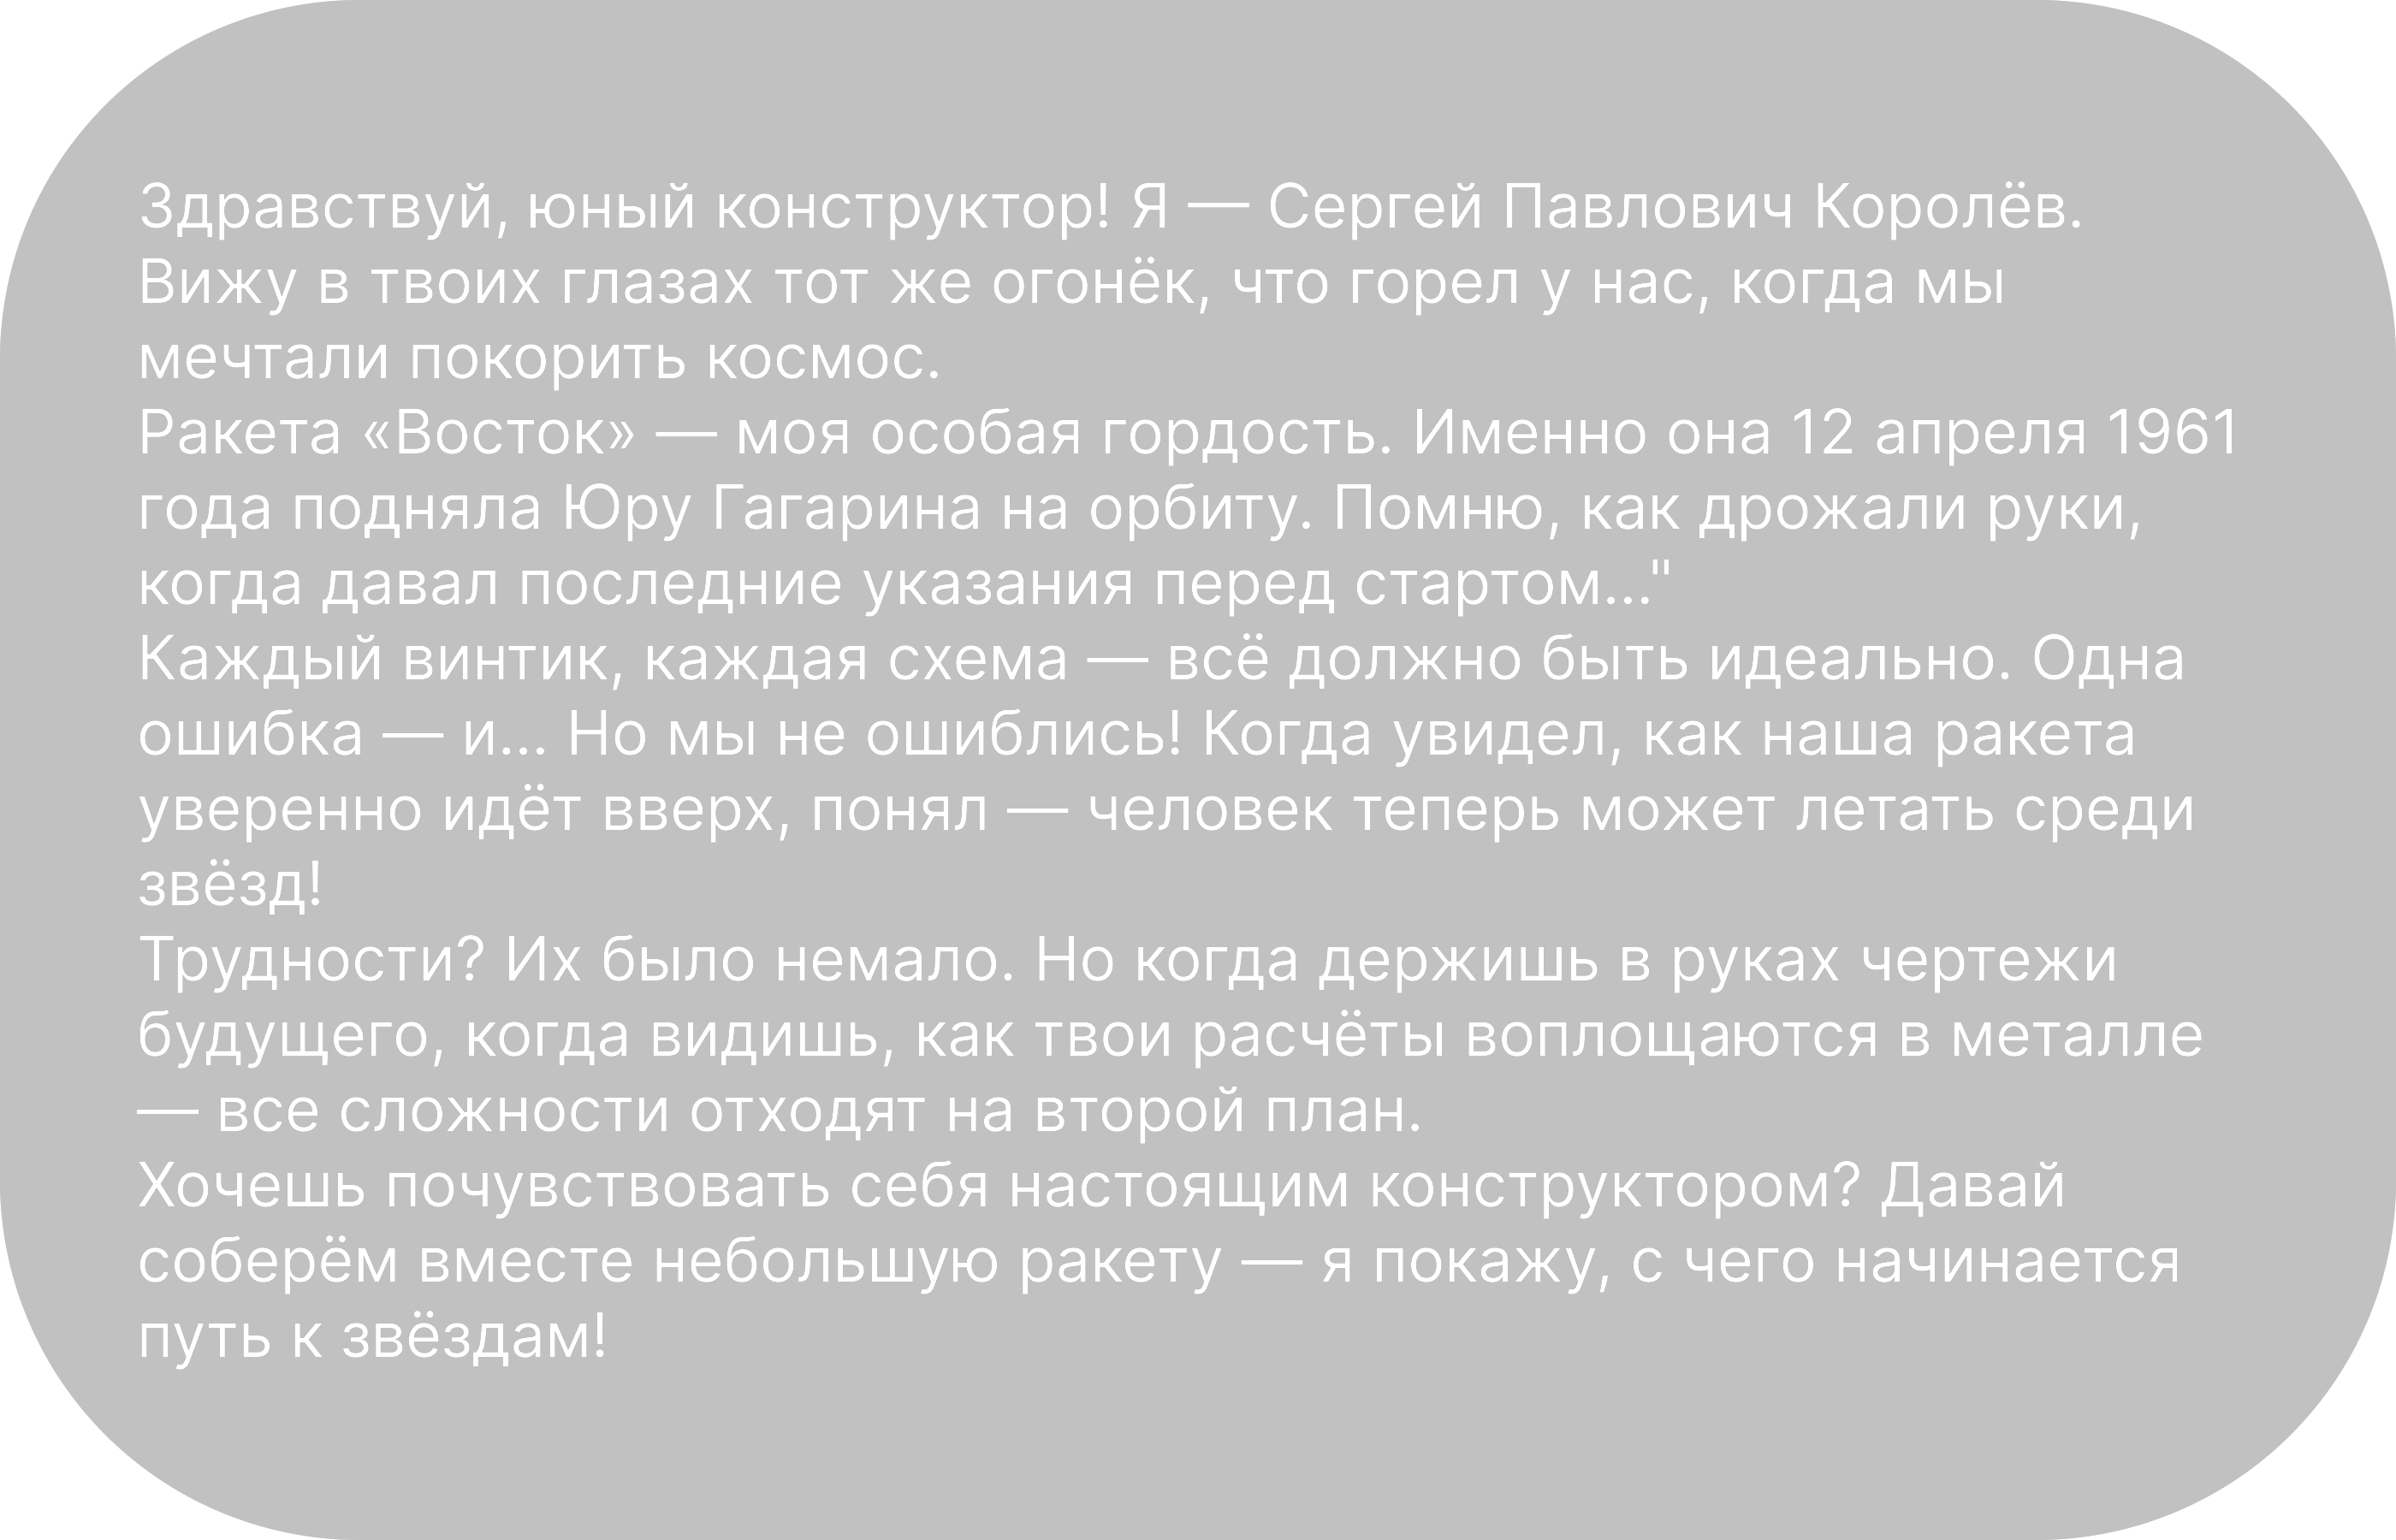 Здравствуй, юный конструктор! Я — Сергей Павлович Королёв.
Вижу в твоих глазах тот же огонёк, что горел у нас, когда мы
мечтали покорить космос.
Ракета «Восток» — моя особая гордость. Именно она 12 апреля 1961
года подняла Юру Гагарина на орбиту. Помню, как дрожали руки,
когда давал последние указания перед стартом..."
Каждый винтик, каждая схема — всё должно быть идеально. Одна
ошибка — и... Но мы не ошиблись! Когда увидел, как наша ракета
уверенно идёт вверх, понял — человек теперь может летать среди
звёзд!
Трудности? Их было немало. Но когда держишь в руках чертежи
будущего, когда видишь, как твои расчёты воплощаются в металле
— все сложности отходят на второй план.
Хочешь почувствовать себя настоящим конструктором? Давай
соберём вместе небольшую ракету — я покажу, с чего начинается
путь к звёздам!